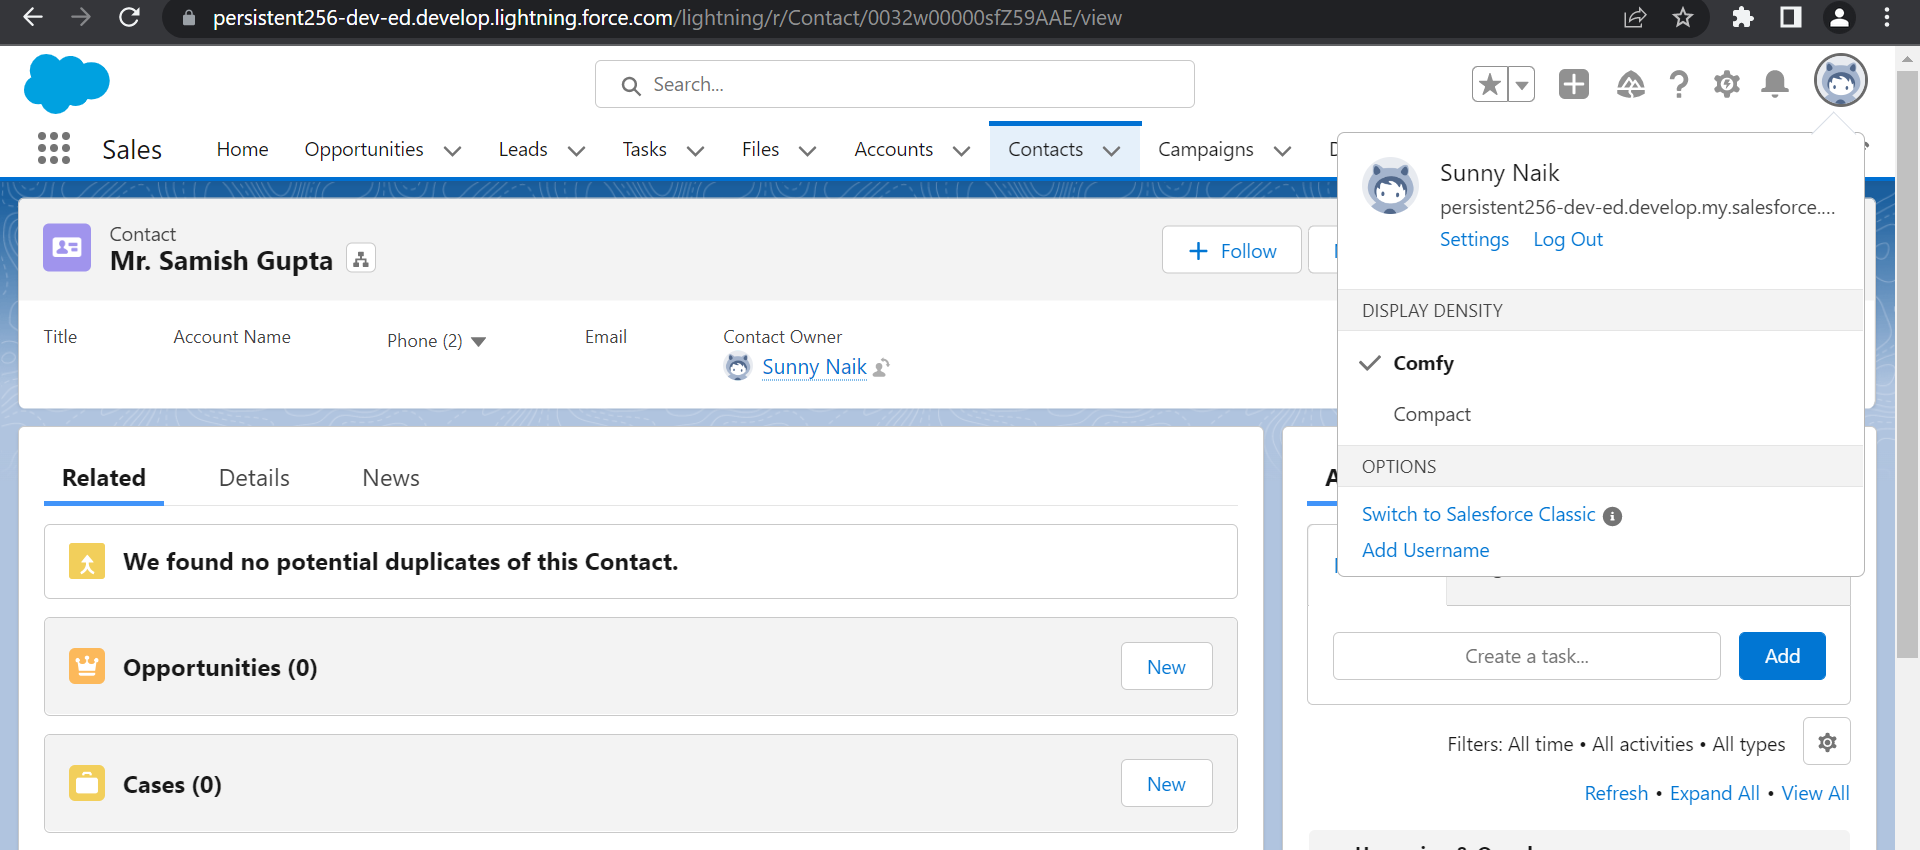 persistent256-dev-ed.develop.lightning.force.com/lightning/r/Contact/0032w00000sfZ59AAE/view
Search...
Sales
Home
Opportunities
Leads
Tasks
Files
Accounts
Contacts
Campaigns
Sunny Naik
persistent256-dev-ed.develop.my.salesforce....
Settings
Log Out
Contact
Mr. Samish Gupta
Follow
DISPLAY DENSITY
Title
Account Name
Phone (2)
Email
Contact Owner
Sunny Naik
Comfy
Compact
OPTIONS
Switch to Salesforce Classic
Add Username
Related
Details
News
We found no potential duplicates of this Contact.
Opportunities (0)
New
Cases (0)
New
Create a task...
Add
Filters: All time • All activities • All types
Refresh • Expand All • View All